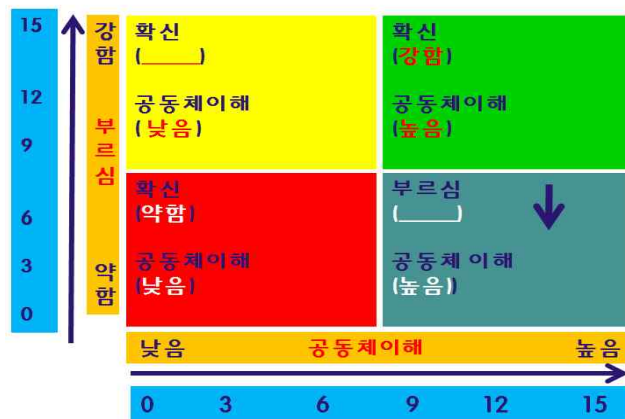 15
12
9
6
3
0
강함
부르심
약함
확신
(______)
공동체이해
( 낮음)
확신
(강함)
공동체이해
(높음)
확신
(약함)
공동체이해
(낮음)
부르심
(______)
공동체 이해
(높음))
낮음 공동체이해 높음
0 3 6 9 12 15